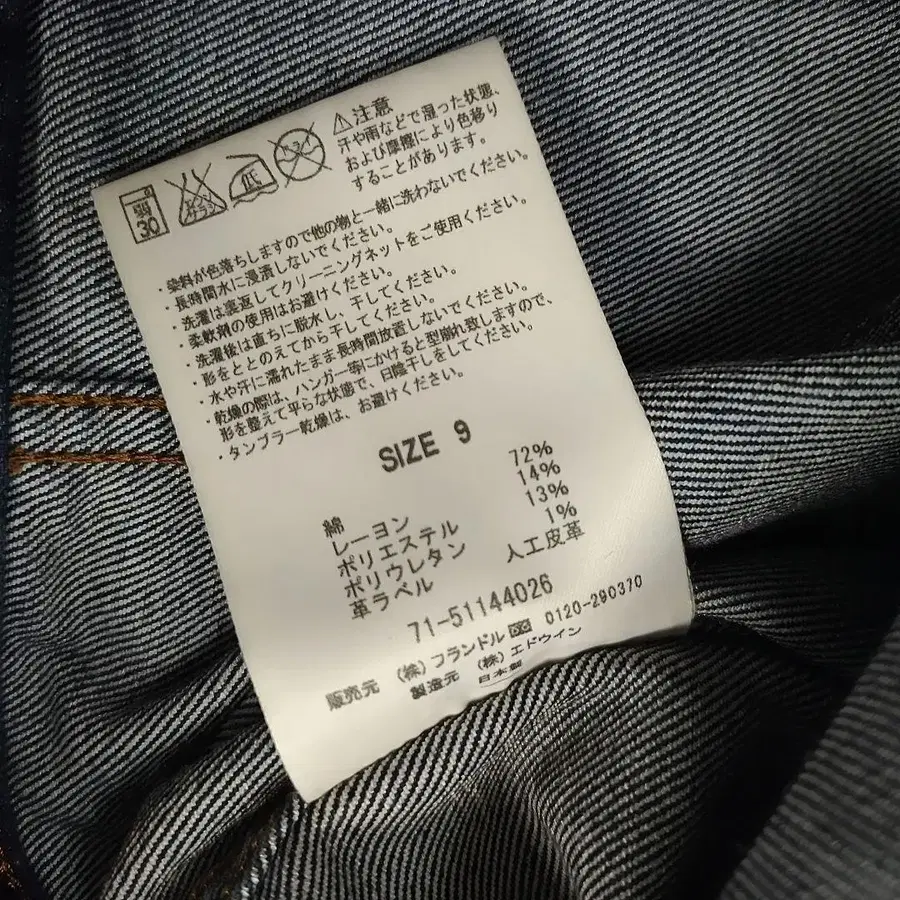 弱
30
エンソ
サラシ
低
ドライ
⚠注意
汗や雨などで湿った状態、
および摩擦により色移り
することがあります。
・染料が色落ちしますので他の物と一緒に洗わないでください。
・長時間水に浸漬しないでください。
・洗濯は裏返してクリーニングネットをご使用ください。
・柔軟剤の使用はお避けください。
・洗濯後は直ちに脱水し、干してください。
・形をととのえてから干してください。
・水や汗に濡れたまま長時間放置しないでください。
・乾燥の際は、ハンガー等にかけると型崩れ致しますので、
形を整えて平らな状態で、日陰干しをしてください。
・タンブラー乾燥は、お避けください。
SIZE 9
綿 72%
レーヨン 14%
ポリエステル 13%
ポリウレタン 1%
革ラベル 人工皮革
71-51144026
販売元 (株)フランドル 0120-290370
製造元 (株)エドウイン
日本製